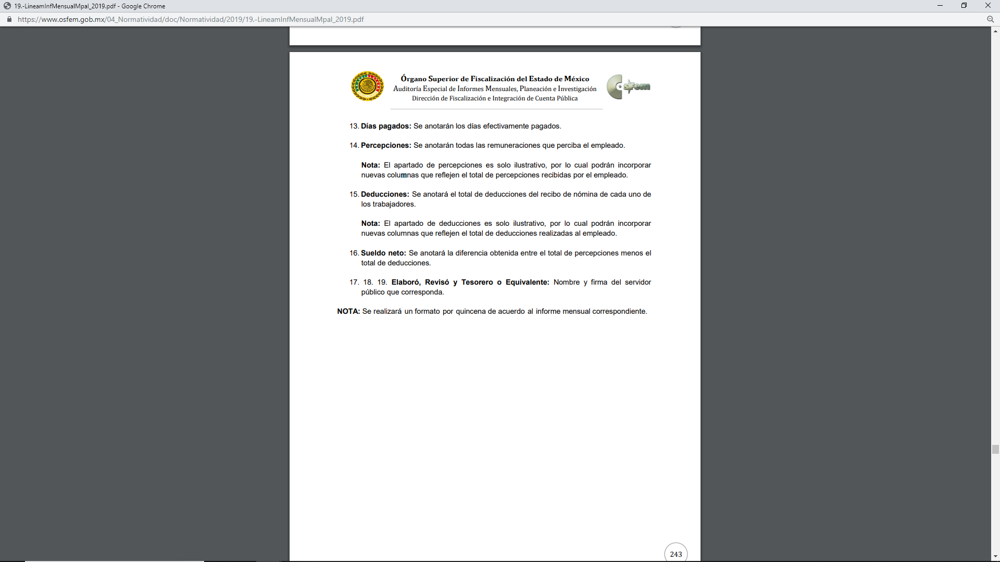 19.-LineamInfMensualMpal_2019.pdf - Google Chrome
https://www.osfem.gob.mx/04_Normatividad/doc/Normatividad/2019/19.-LineamInfMensualMpal_2019.pdf
Órgano Superior de Fiscalización del Estado de México
Auditoría Especial de Informes Mensuales, Planeación e Investigación
Dirección de Fiscalización e Integración de Cuenta Pública
Osfem
13. Días pagados: Se anotarán los días efectivamente pagados.
14. Percepciones: Se anotarán todas las remuneraciones que perciba el empleado.
Nota: El apartado de percepciones es solo ilustrativo, por lo cual podrán incorporar
nuevas columnas que reflejen el total de percepciones recibidas por el empleado.
15. Deducciones: Se anotará el total de deducciones del recibo de nómina de cada uno de
los trabajadores.
Nota: El apartado de deducciones es solo ilustrativo, por lo cual podrán incorporar
nuevas columnas que reflejen el total de deducciones realizadas al empleado.
16. Sueldo neto: Se anotará la diferencia obtenida entre el total de percepciones menos el
total de deducciones.
17. 18. 19. Elaboró, Revisó y Tesorero o Equivalente: Nombre y firma del servidor
público que corresponda.
NOTA: Se realizará un formato por quincena de acuerdo al informe mensual correspondiente.
243